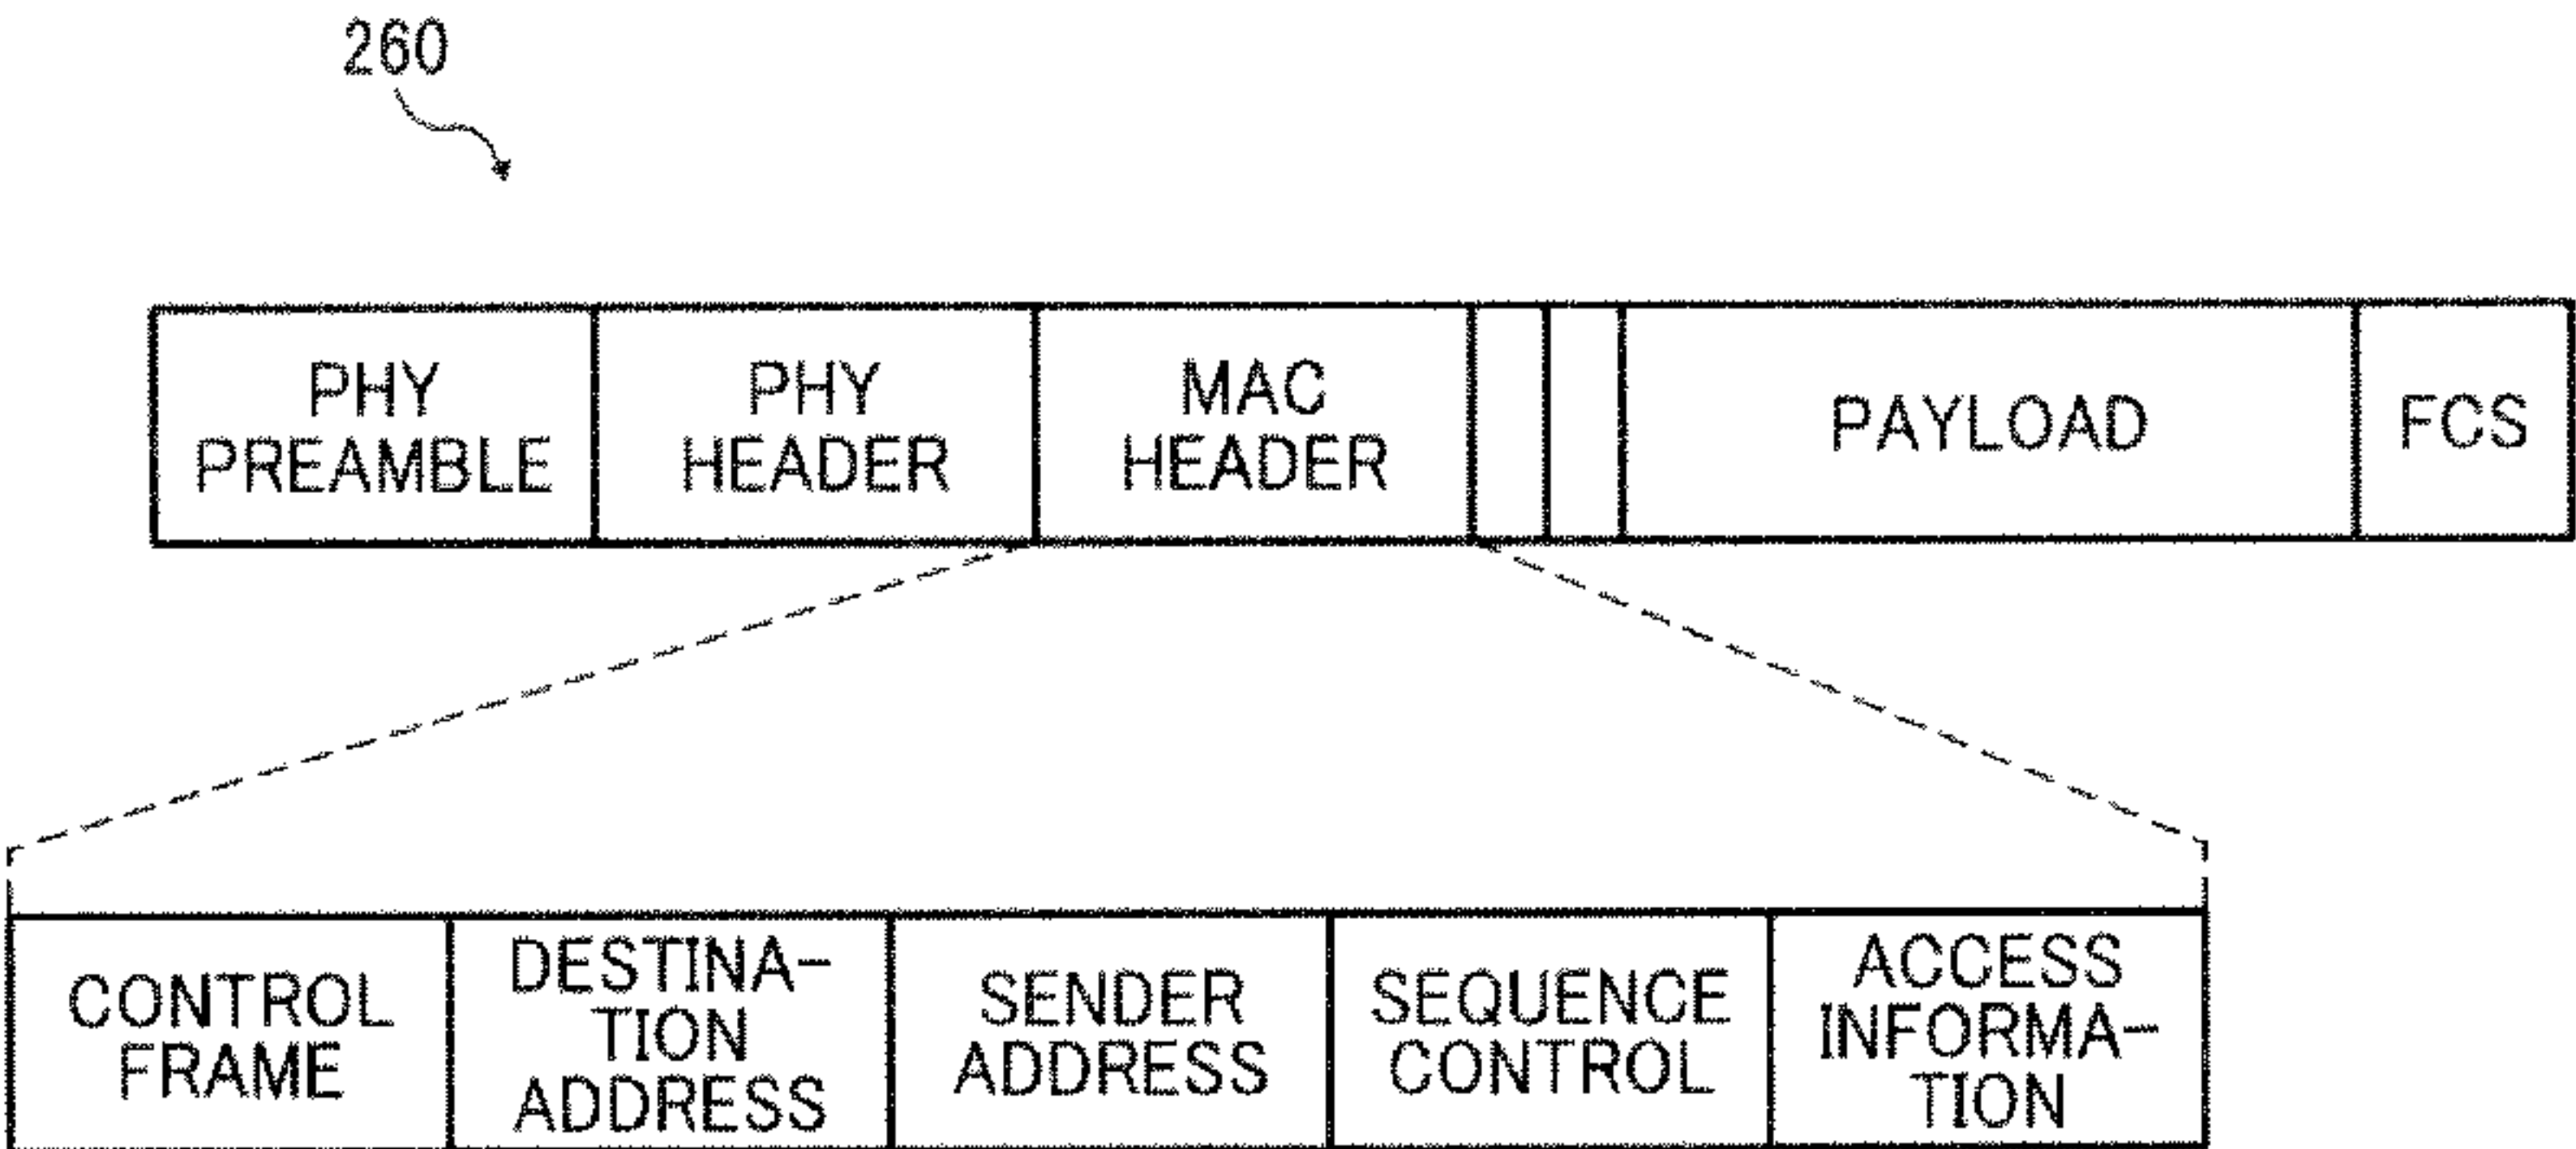 260
PHY
PREAMBLE
PHY
HEADER
MAC
HEADER
PAYLOAD
FCS
CONTROL
FRAME
DESTINA-
TION
ADDRESS
SENDER
ADDRESS
SEQUENCE
CONTROL
ACCESS
INFORMA-
TION